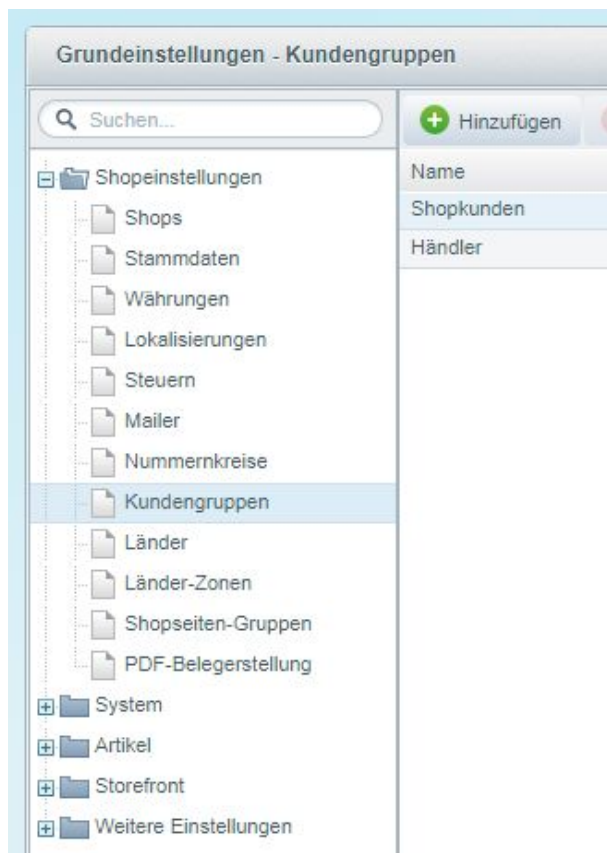 Grundeinstellungen - Kundengruppen
Suchen...
Shopeinstellungen
Shops
Stammdaten
Währungen
Lokalisierungen
Steuern
Mailer
Nummernkreise
Kundengruppen
Länder
Länder-Zonen
Shopseiten-Gruppen
PDF-Belegerstellung
System
Artikel
Storefront
Weitere Einstellungen
Hinzufügen
Name
Shopkunden
Händler